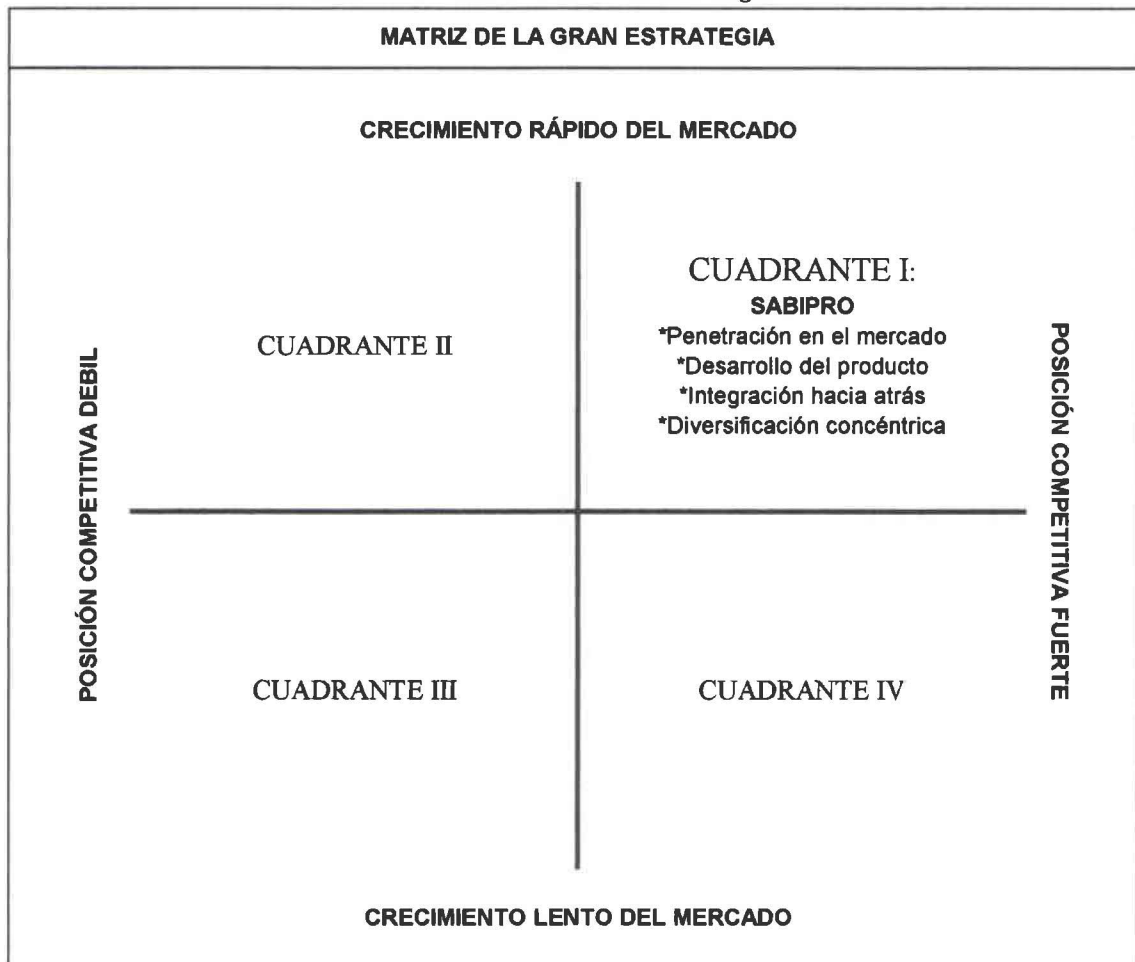 MATRIZ DE LA GRAN ESTRATEGIA
CRECIMIENTO RÁPIDO DEL MERCADO
CUADRANTE I:
SABIPRO
*Penetración en el mercado
*Desarrollo del producto
*Integración hacia atrás
*Diversificación concéntrica
CUADRANTE II
POSICIÓN COMPETITIVA DEBIL
POSICIÓN COMPETITIVA FUERTE
CUADRANTE III
CUADRANTE IV
CRECIMIENTO LENTO DEL MERCADO